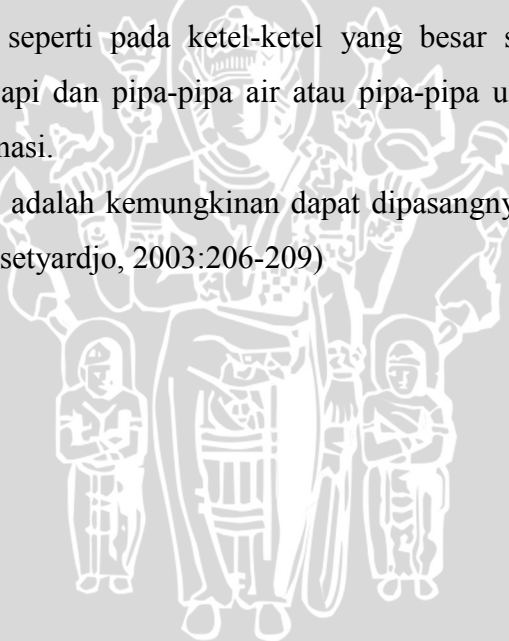 seperti pada ketel-ketel yang besar s
api dan pipa-pipa air atau pipa-pipa u
nasi.
adalah kemungkinan dapat dipasangny
setyardjo, 2003:206-209)